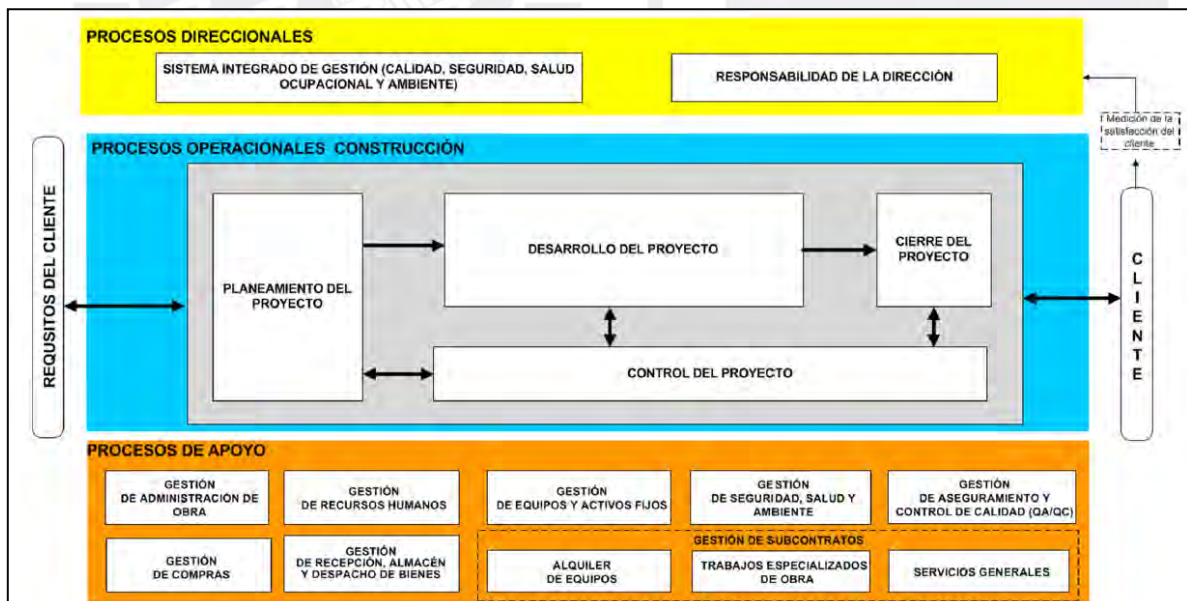 PROCESOS DIRECCIONALES
SISTEMA INTEGRADO DE GESTIÓN (CALIDAD, SEGURIDAD, SALUD
OCUPACIONAL Y AMBIENTE)
RESPONSABILIDAD DE LA DIRECCIÓN
Medición de la
satisfacción del
cliente
REQUSITOS DEL CLIENTE
PROCESOS OPERACIONALES CONSTRUCCIÓN
PLANEAMIENTO DEL
PROYECTO
DESARROLLO DEL PROYECTO
CIERRE DEL
PROYECTO
CONTROL DEL PROYECTO
CLIENTE
PROCESOS DE APOYO
GESTIÓN
DE ADMINISTRACIÓN DE
OBRA
GESTIÓN
DE RECURSOS HUMANOS
GESTIÓN
DE EQUIPOS Y ACTIVOS FIJOS
GESTIÓN
DE SEGURIDAD, SALUD Y
AMBIENTE
GESTIÓN
DE ASEGURAMIENTO Y
CONTROL DE CALIDAD (QA/QC)
GESTIÓN
DE COMPRAS
GESTIÓN
DE RECEPCIÓN, ALMACÉN
Y DESPACHO DE BIENES
GESTIÓN DE SUBCONTRATOS
ALQUILER
DE EQUIPOS
TRABAJOS ESPECIALIZADOS
DE OBRA
SERVICIOS GENERALES